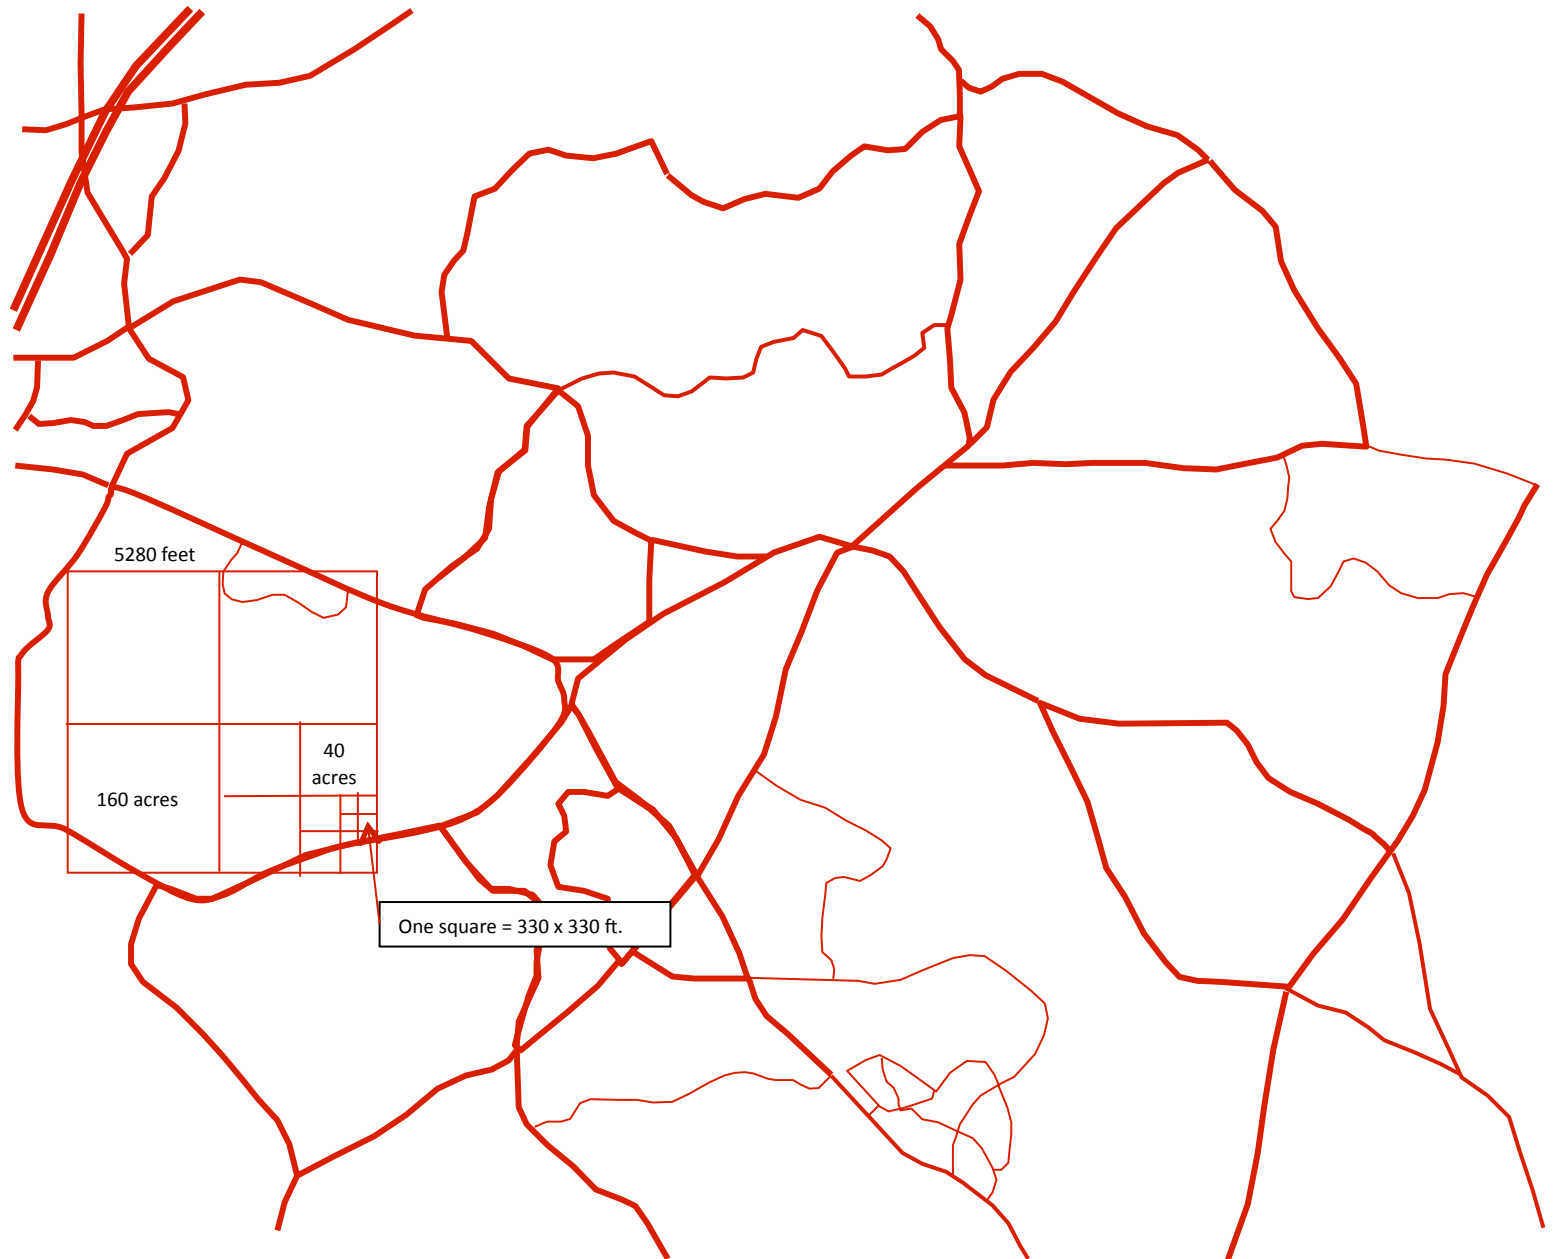 5280 feet
40
acres
160 acres
One square = 330 x 330 ft.